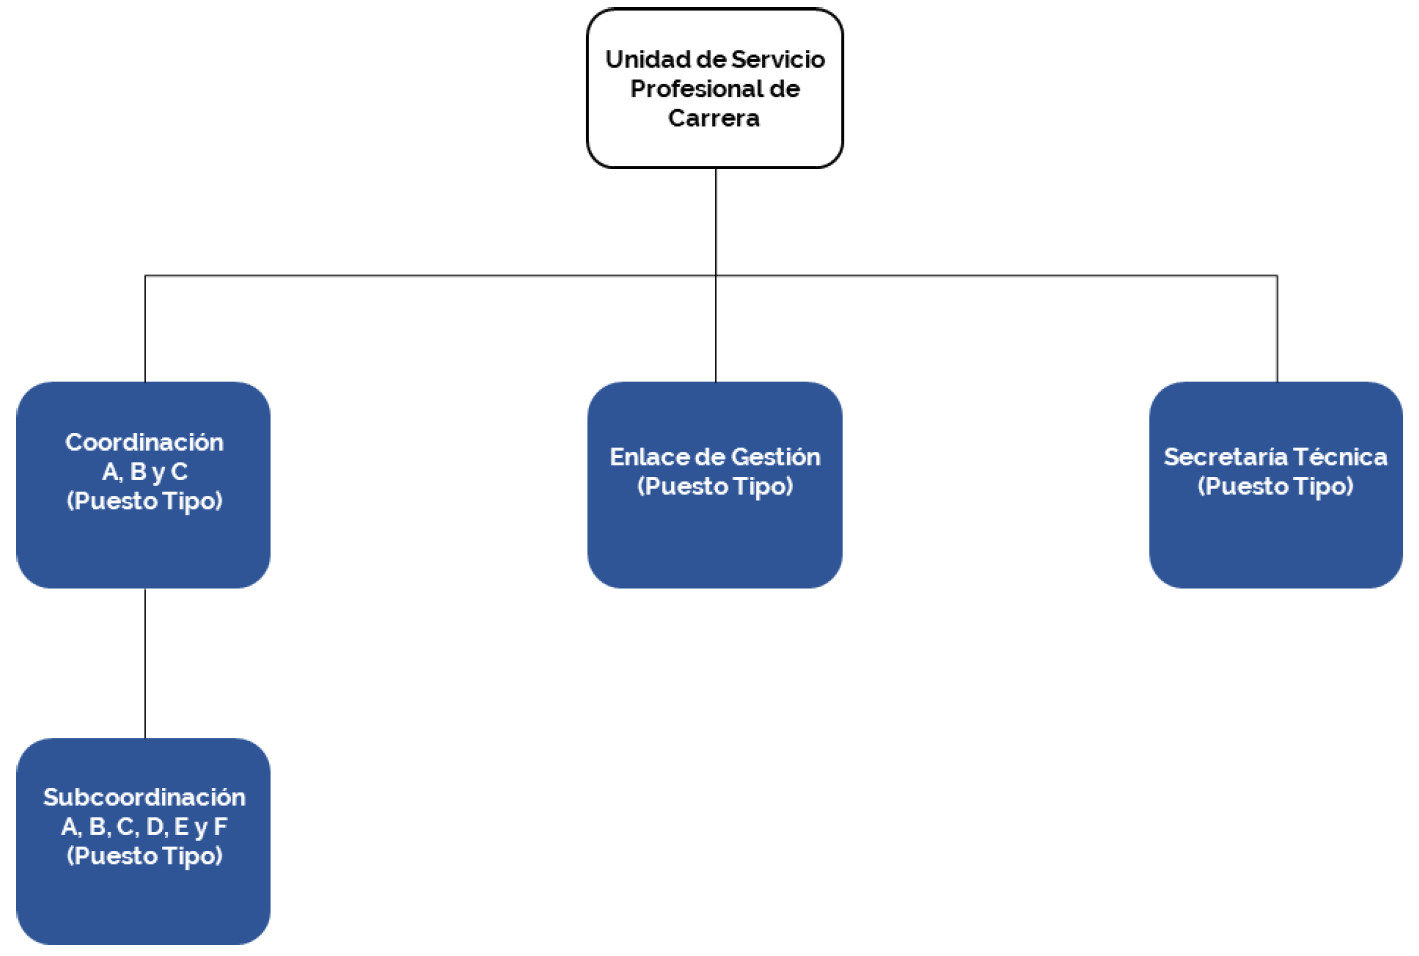 Unidad de Servicio
Profesional de
Carrera
Coordinación
A, B y C
(Puesto Tipo)
Enlace de Gestión
(Puesto Tipo)
Secretaría Técnica
(Puesto Tipo)
Subcoordinación
A, B, C, D, E y F
(Puesto Tipo)